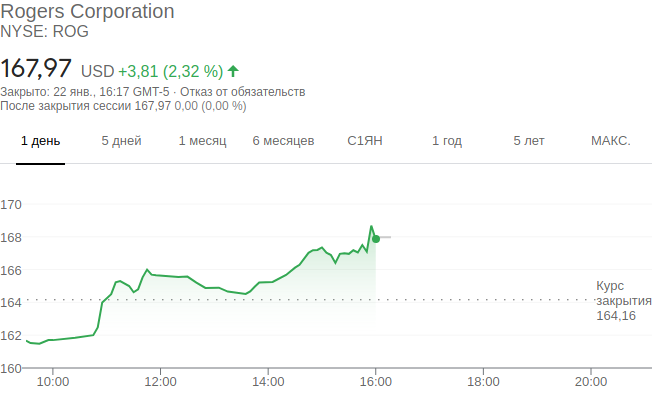 Rogers Corporation
NYSE: ROG
167,97 USD +3,81 (2,32 %)
Закрыто: 22 янв., 16:17 GMT-5 · Отказ от обязательств
После закрытия сессии 167,97 0,00 (0,00 %)
1 день 5 дней 1 месяц 6 месяцев С1ЯН 1 год 5 лет МАКС.
170
168
166
164
162
160
Курс
закрытия
164,16
10:00 12:00 14:00 16:00 18:00 20:00